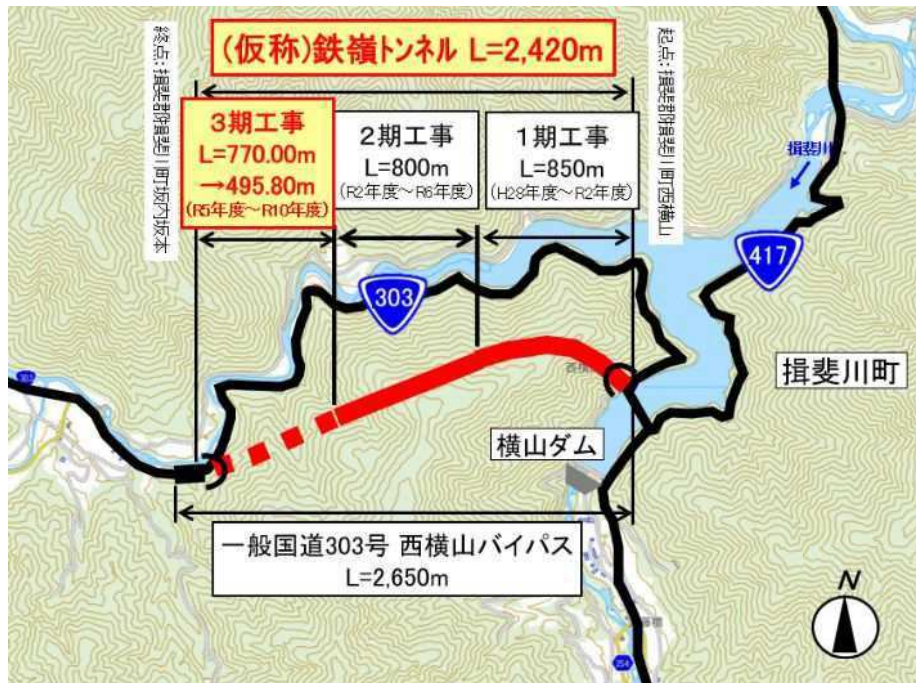 (仮称)鉄嶺トンネル L=2,420m
終点:揖斐郡揖斐川町坂内坂本
3期工事
L=770.00m
→495.80m
(R5年度~R10年度)
2期工事
L=800m
(R2年度~R6年度)
1期工事
L=850m
(H28年度~R2年度)
起点:揖斐郡揖斐川町西横山
揖斐川
417
303
303
揖斐川町
横山ダム
一般国道303号 西横山バイパス
L=2,650m
N
254